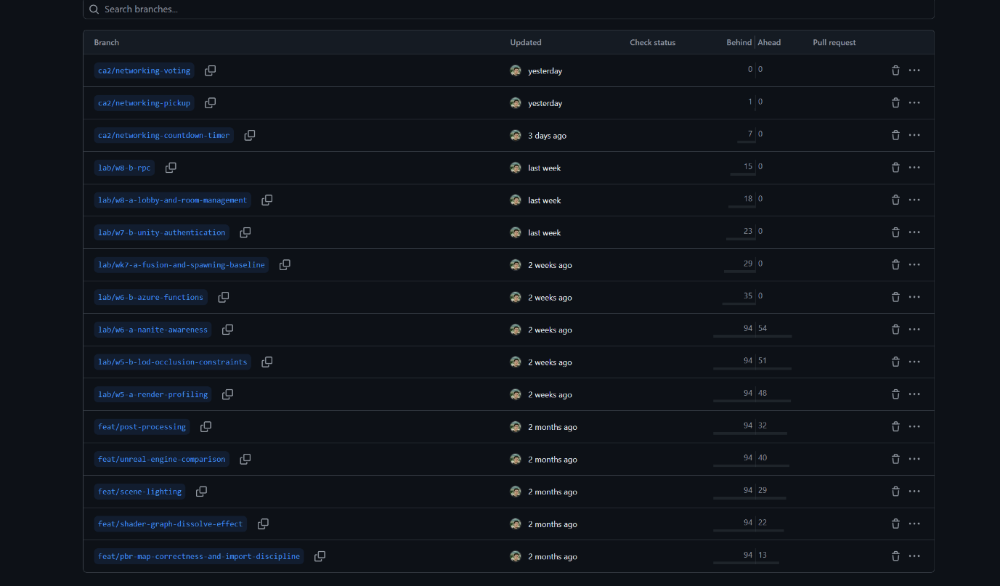 Search branches...
Branch Updated Check status Behind Ahead Pull request
ca2/networking-voting yesterday 0 0
ca2/networking-pickup yesterday 1 0
ca2/networking-countdown-timer 3 days ago 7 0
lab/w8-b-rpc last week 15 0
lab/w8-a-lobby-and-room-management last week 18 0
lab/w7-b-unity-authentication last week 23 0
lab/wk7-a-fusion-and-spawning-baseline 2 weeks ago 29 0
lab/w6-b-azure-functions 2 weeks ago 35 0
lab/w6-a-nanite-awareness 2 weeks ago 94 54
lab/w5-b-lod-occlusion-constraints 2 weeks ago 94 51
lab/w5-a-render-profiling 2 weeks ago 94 48
feat/post-processing 2 months ago 94 32
feat/unreal-engine-comparison 2 months ago 94 40
feat/scene-lighting 2 months ago 94 29
feat/shader-graph-dissolve-effect 2 months ago 94 22
feat/pbr-map-correctness-and-import-discipline 2 months ago 94 13